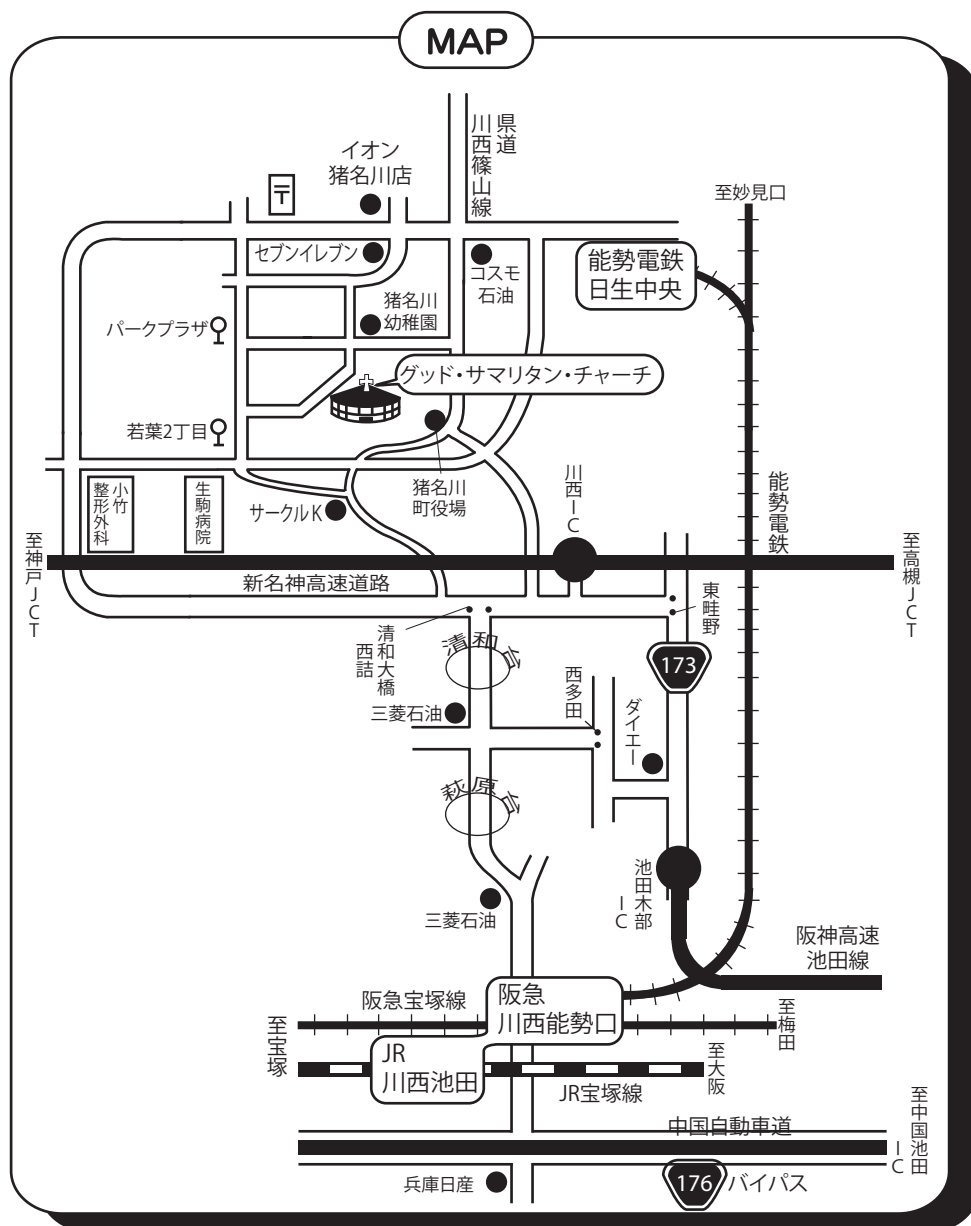 MAP
県道
川西篠山線
イオン
猪名川店
〒
至妙見口
セブンイレブン
コスモ
石油
能勢電鉄
日生中央
猪名川
幼稚園
パークプラザ
グッド・サマリタン・チャーチ
若葉2丁目
猪名川
町役場
川西IC
能勢電鉄
小竹
整形外科
生駒病院
サークルK
至神戸JCT
至高槻JCT
新名神高速道路
東畦野
清和大橋
西詰
清和台
173
西多田
ダイエー
三菱石油
萩原台
池田木部
IC
三菱石油
阪神高速
池田線
阪急宝塚線
阪急
川西能勢口
至梅田
至宝塚
JR
川西池田
至大阪
JR宝塚線
中国自動車道
至中国池田
IC
兵庫日産
176
バイパス